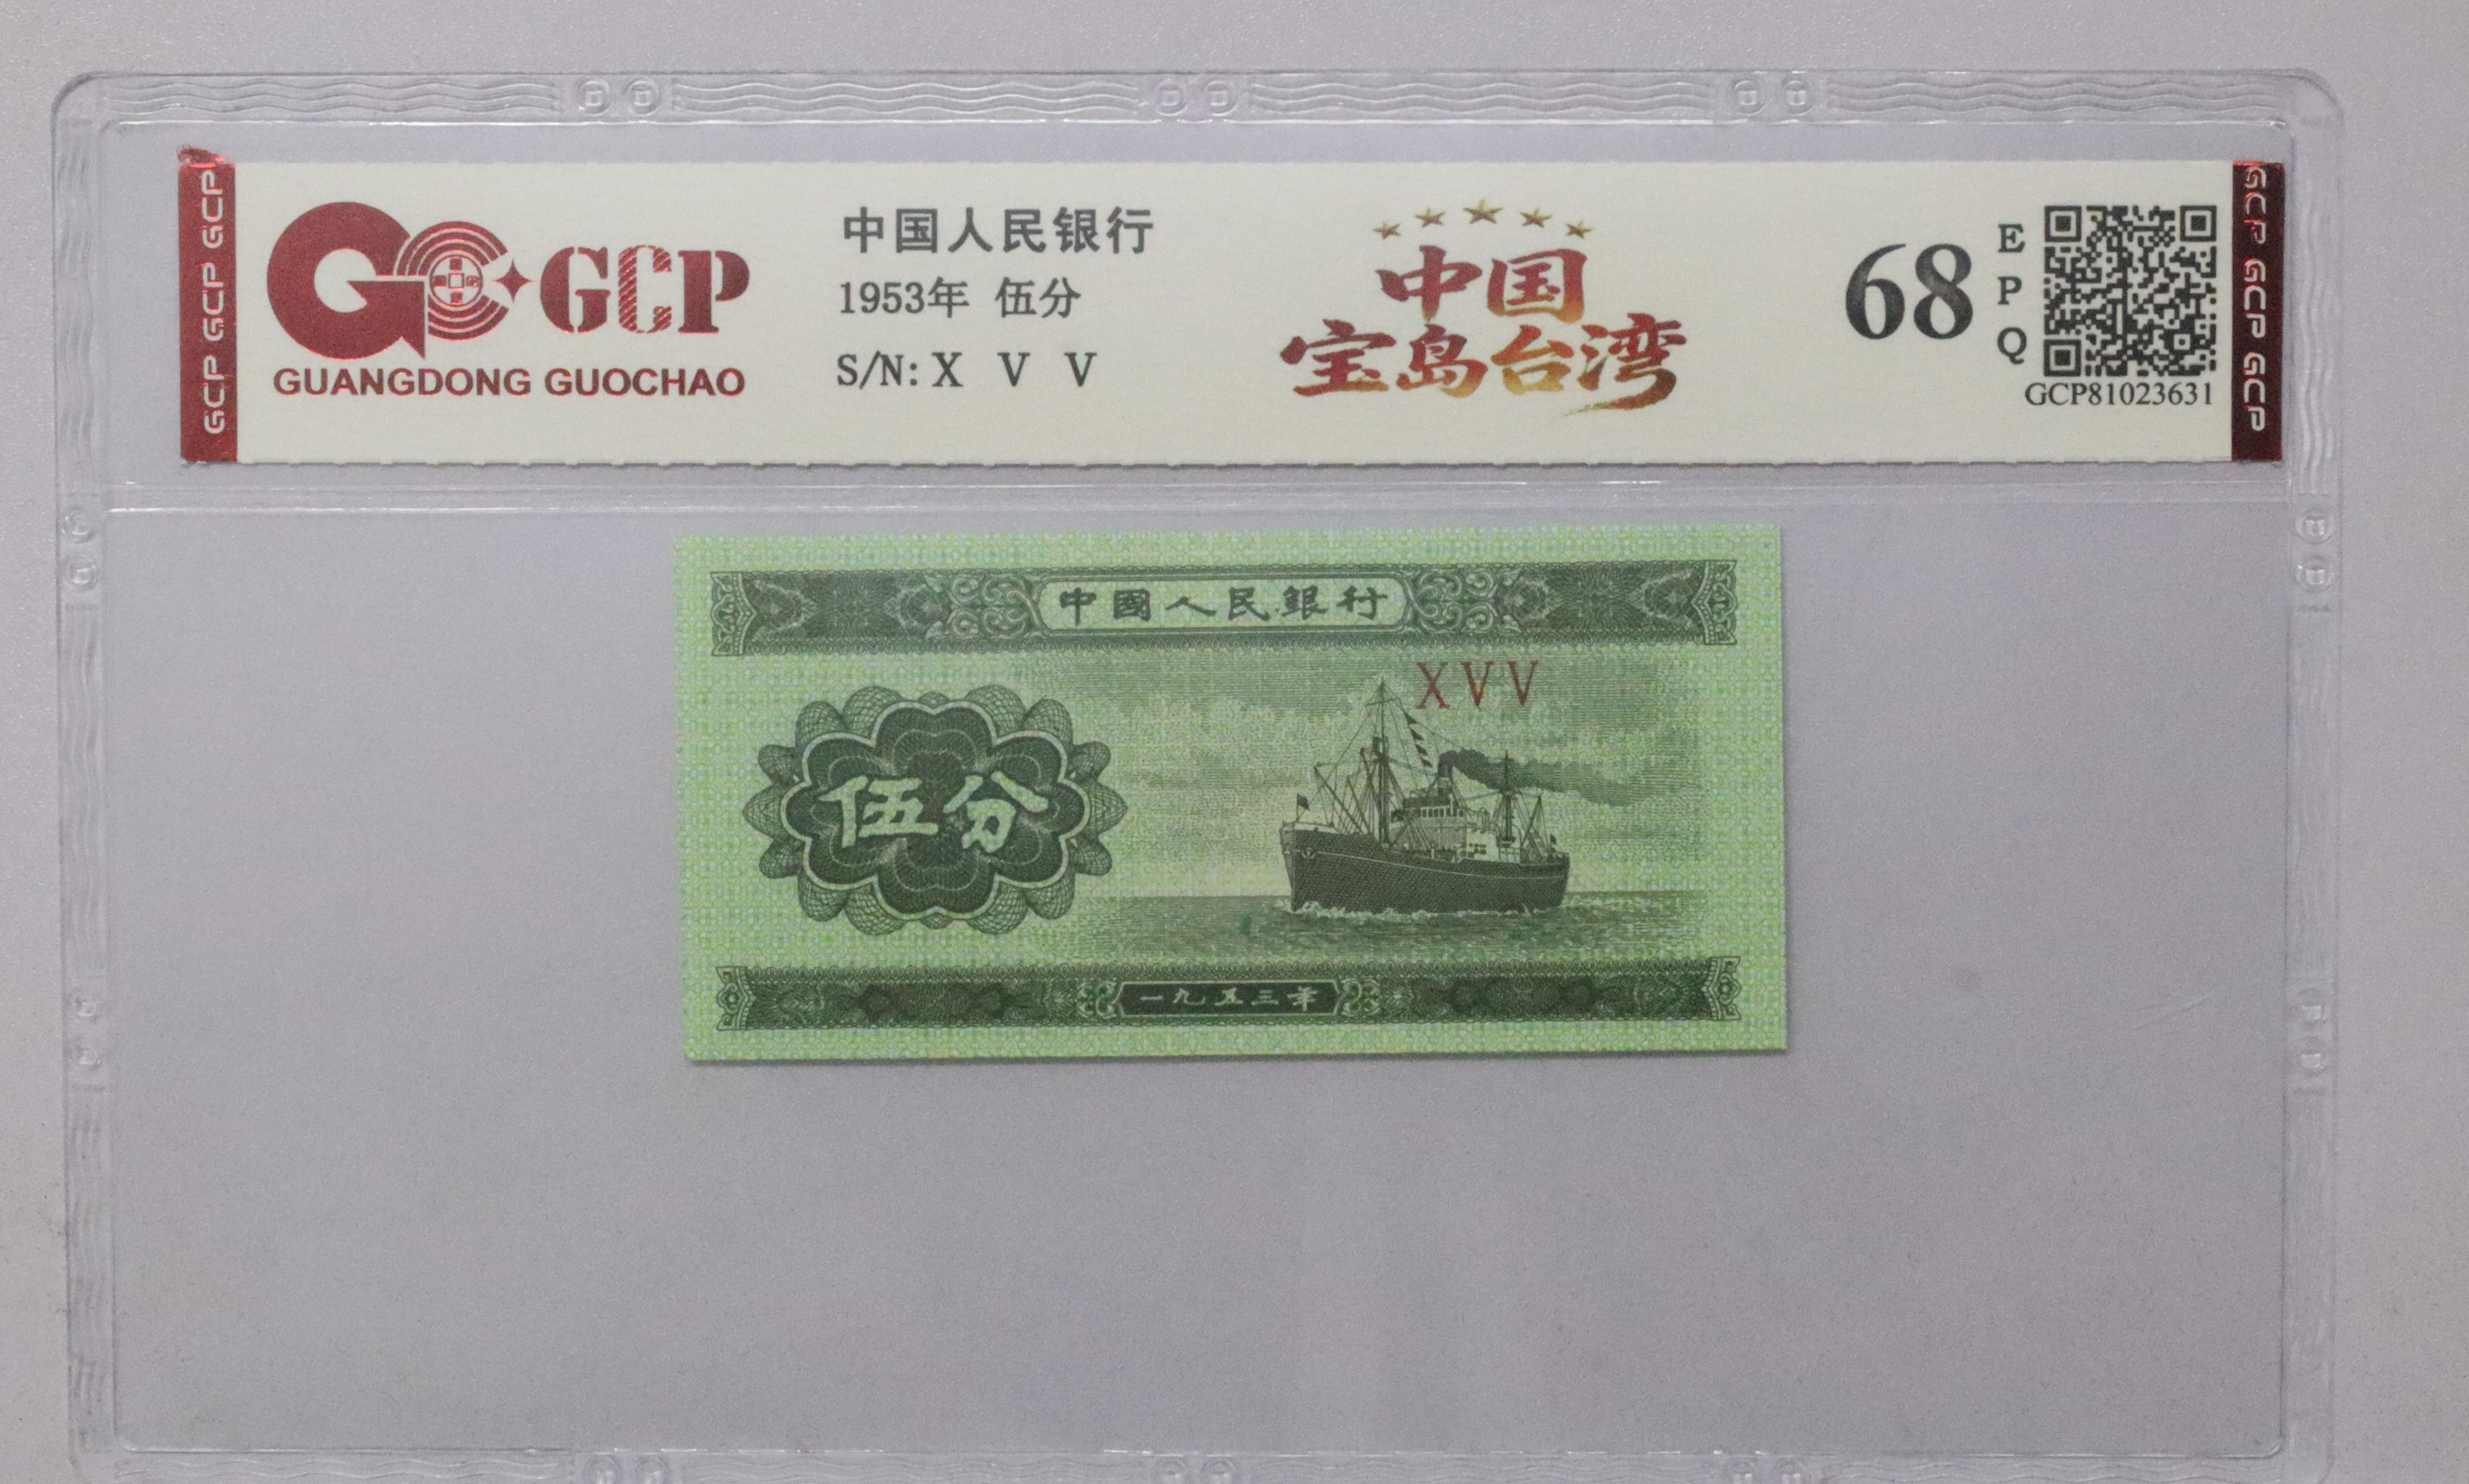 GCP GCP GCP
GCP
GUANGDONG GUOCHAO
中国人民银行
1953年 伍分
S/N: X V V
中国
宝岛台湾
68
EPQ
GCP81023631
GCP GCP GCP
中國人民銀行
XVV
伍分
一九五三年